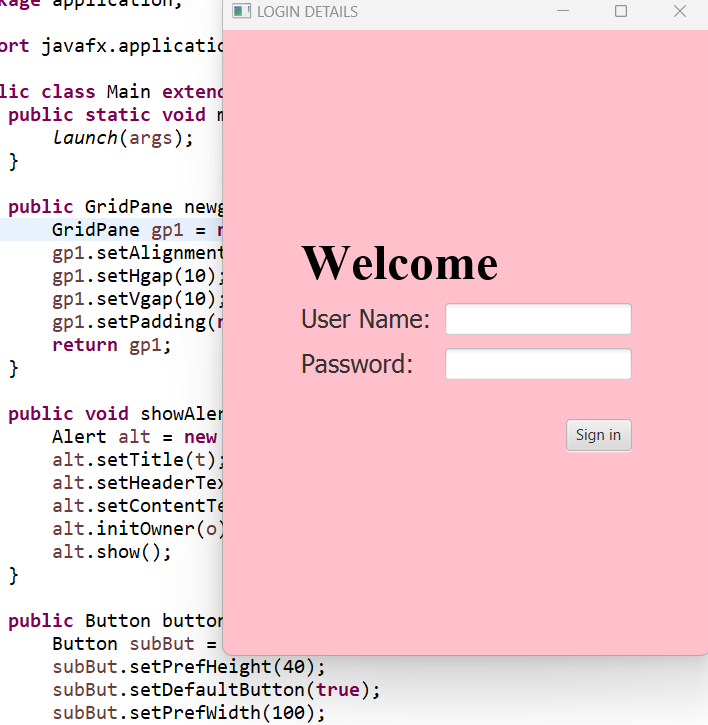 kage application;
ort javafx.applicatio
lic class Main extend
public static void m
launch(args);
}
public GridPane newg
GridPane gp1 = n
gp1.setAlignment
gp1.setHgap(10);
gp1.setVgap(10);
gp1.setPadding(n
return gp1;
}
public void showAler
Alert alt = new
alt.setTitle(t);
alt.setHeaderTex
alt.setContentTe
alt.initOwner(o)
alt.show();
}
public Button button
Button subBut =
subBut.setPrefHeight(40);
subBut.setDefaultButton(true);
subBut.setPrefWidth(100);
LOGIN DETAILS
Welcome
User Name:
Password:
Sign in